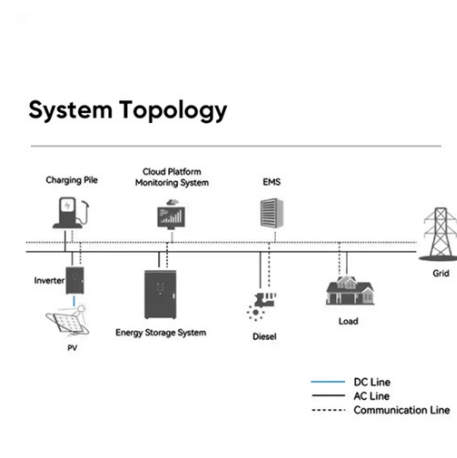 System Topology
Charging Pile
Cloud Platform
Monitoring System
EMS
Grid
Inverter
PV
Energy Storage System
Diesel
Load
DC Line
AC Line
Communication Line